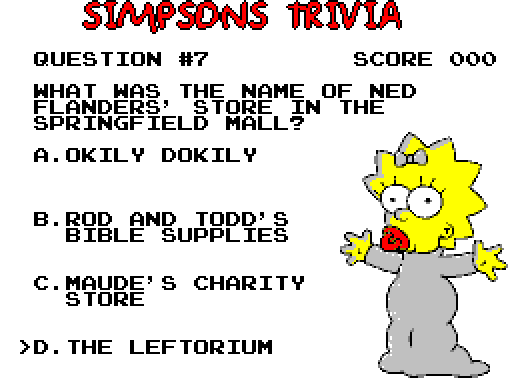 SIMPSONS TRIVIA
QUESTION #7 SCORE 000
WHAT WAS THE NAME OF NED
FLANDERS' STORE IN THE
SPRINGFIELD MALL?
A.OKILY DOKILY
B.ROD AND TODD'S
BIBLE SUPPLIES
C.MAUDE'S CHARITY
STORE
>D.THE LEFTORIUM